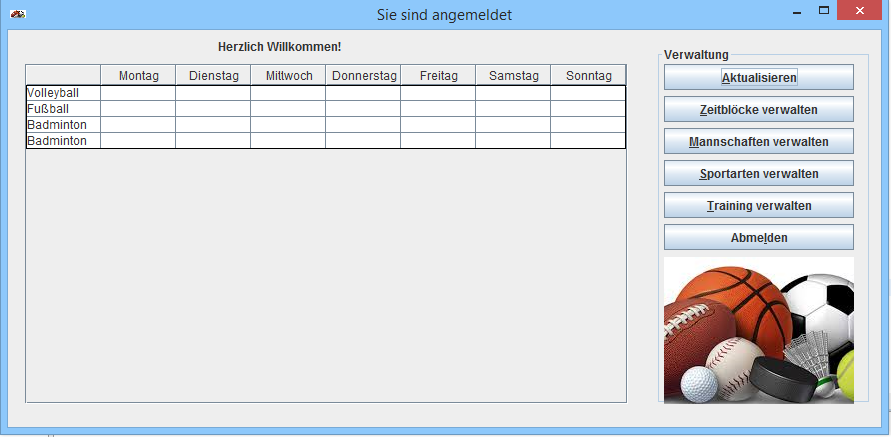 Sie sind angemeldet
Herzlich Willkommen!
Montag Dienstag Mittwoch Donnerstag Freitag Samstag Sonntag
Volleyball
Fußball
Badminton
Badminton
Verwaltung
Aktualisieren
Zeitblöcke verwalten
Mannschaften verwalten
Sportarten verwalten
Training verwalten
Abmelden